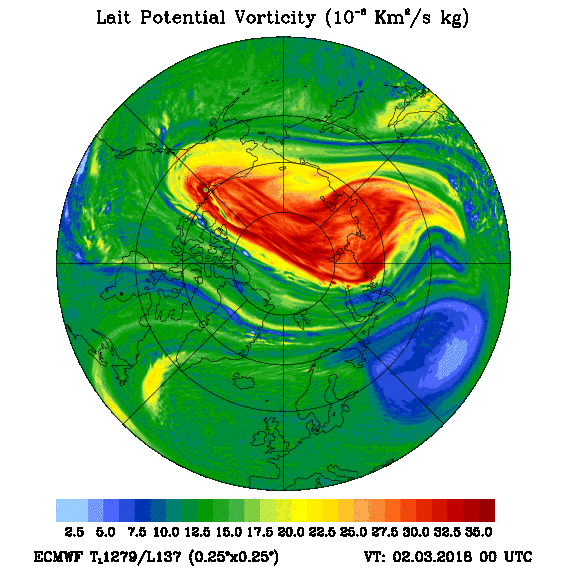 Lait Potential Vorticity (10⁻⁶ Km²/s kg)
2.5 5.0 7.5 10.0 12.5 15.0 17.5 20.0 22.5 25.0 27.5 30.0 32.5 35.0
ECMWF T_L1279/L137 (0.25°x0.25°) VT: 02.03.2018 00 UTC